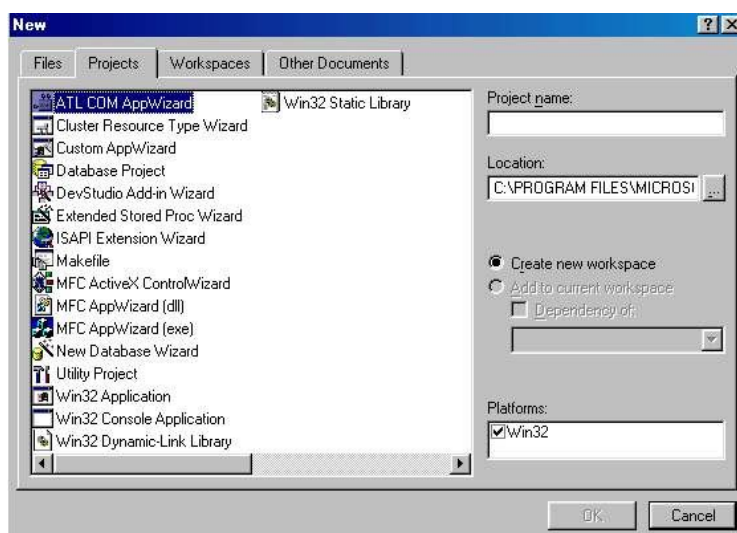 New
Files
Projects
Workspaces
Other Documents
ATL COM AppWizard
Cluster Resource Type Wizard
Custom AppWizard
Database Project
DevStudio Add-in Wizard
Extended Stored Proc Wizard
ISAPI Extension Wizard
Makefile
MFC ActiveX ControlWizard
MFC AppWizard (dll)
MFC AppWizard (exe)
New Database Wizard
Utility Project
Win32 Application
Win32 Console Application
Win32 Dynamic-Link Library
Win32 Static Library
Project name:
Location:
C:\PROGRAM FILES\MICROS
...
Create new workspace
Add to current workspace
Dependency of:
Platforms:
Win32
OK
Cancel